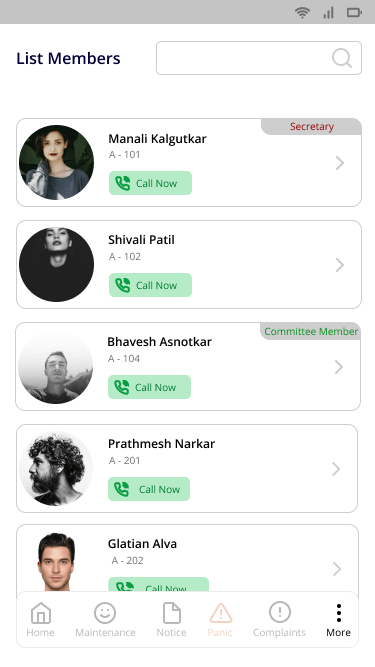 List Members
Secretary
Manali Kalgutkar
A - 101
Call Now
Shivali Patil
A - 102
Call Now
Committee Member
Bhavesh Asnotkar
A - 104
Call Now
Prathmesh Narkar
A - 201
Call Now
Glatian Alva
A - 202
Call Now
Home Maintenance Notice Panic Complaints More